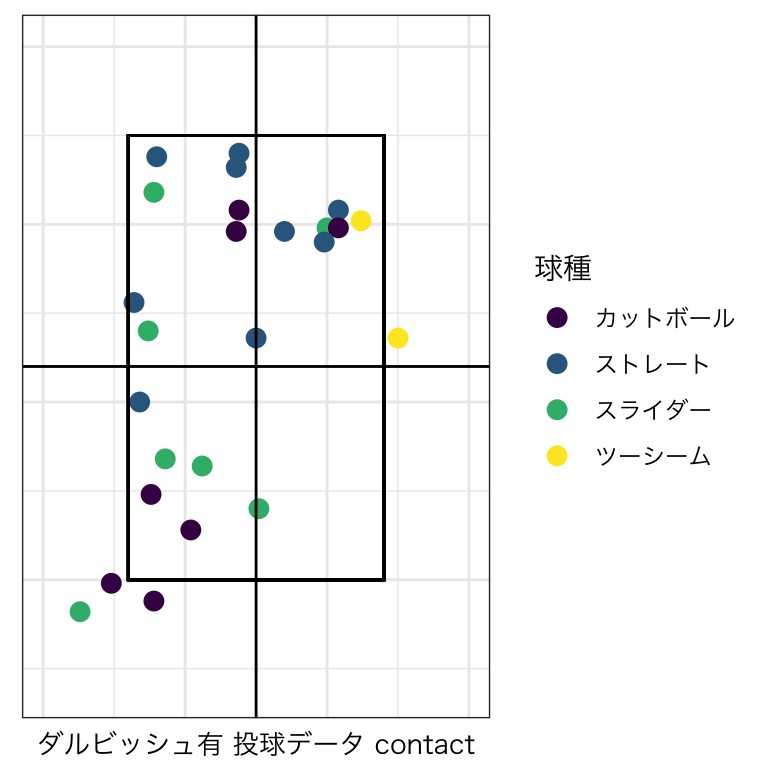 球種
カットボール
ストレート
スライダー
ツーシーム
ダルビッシュ有 投球データ contact